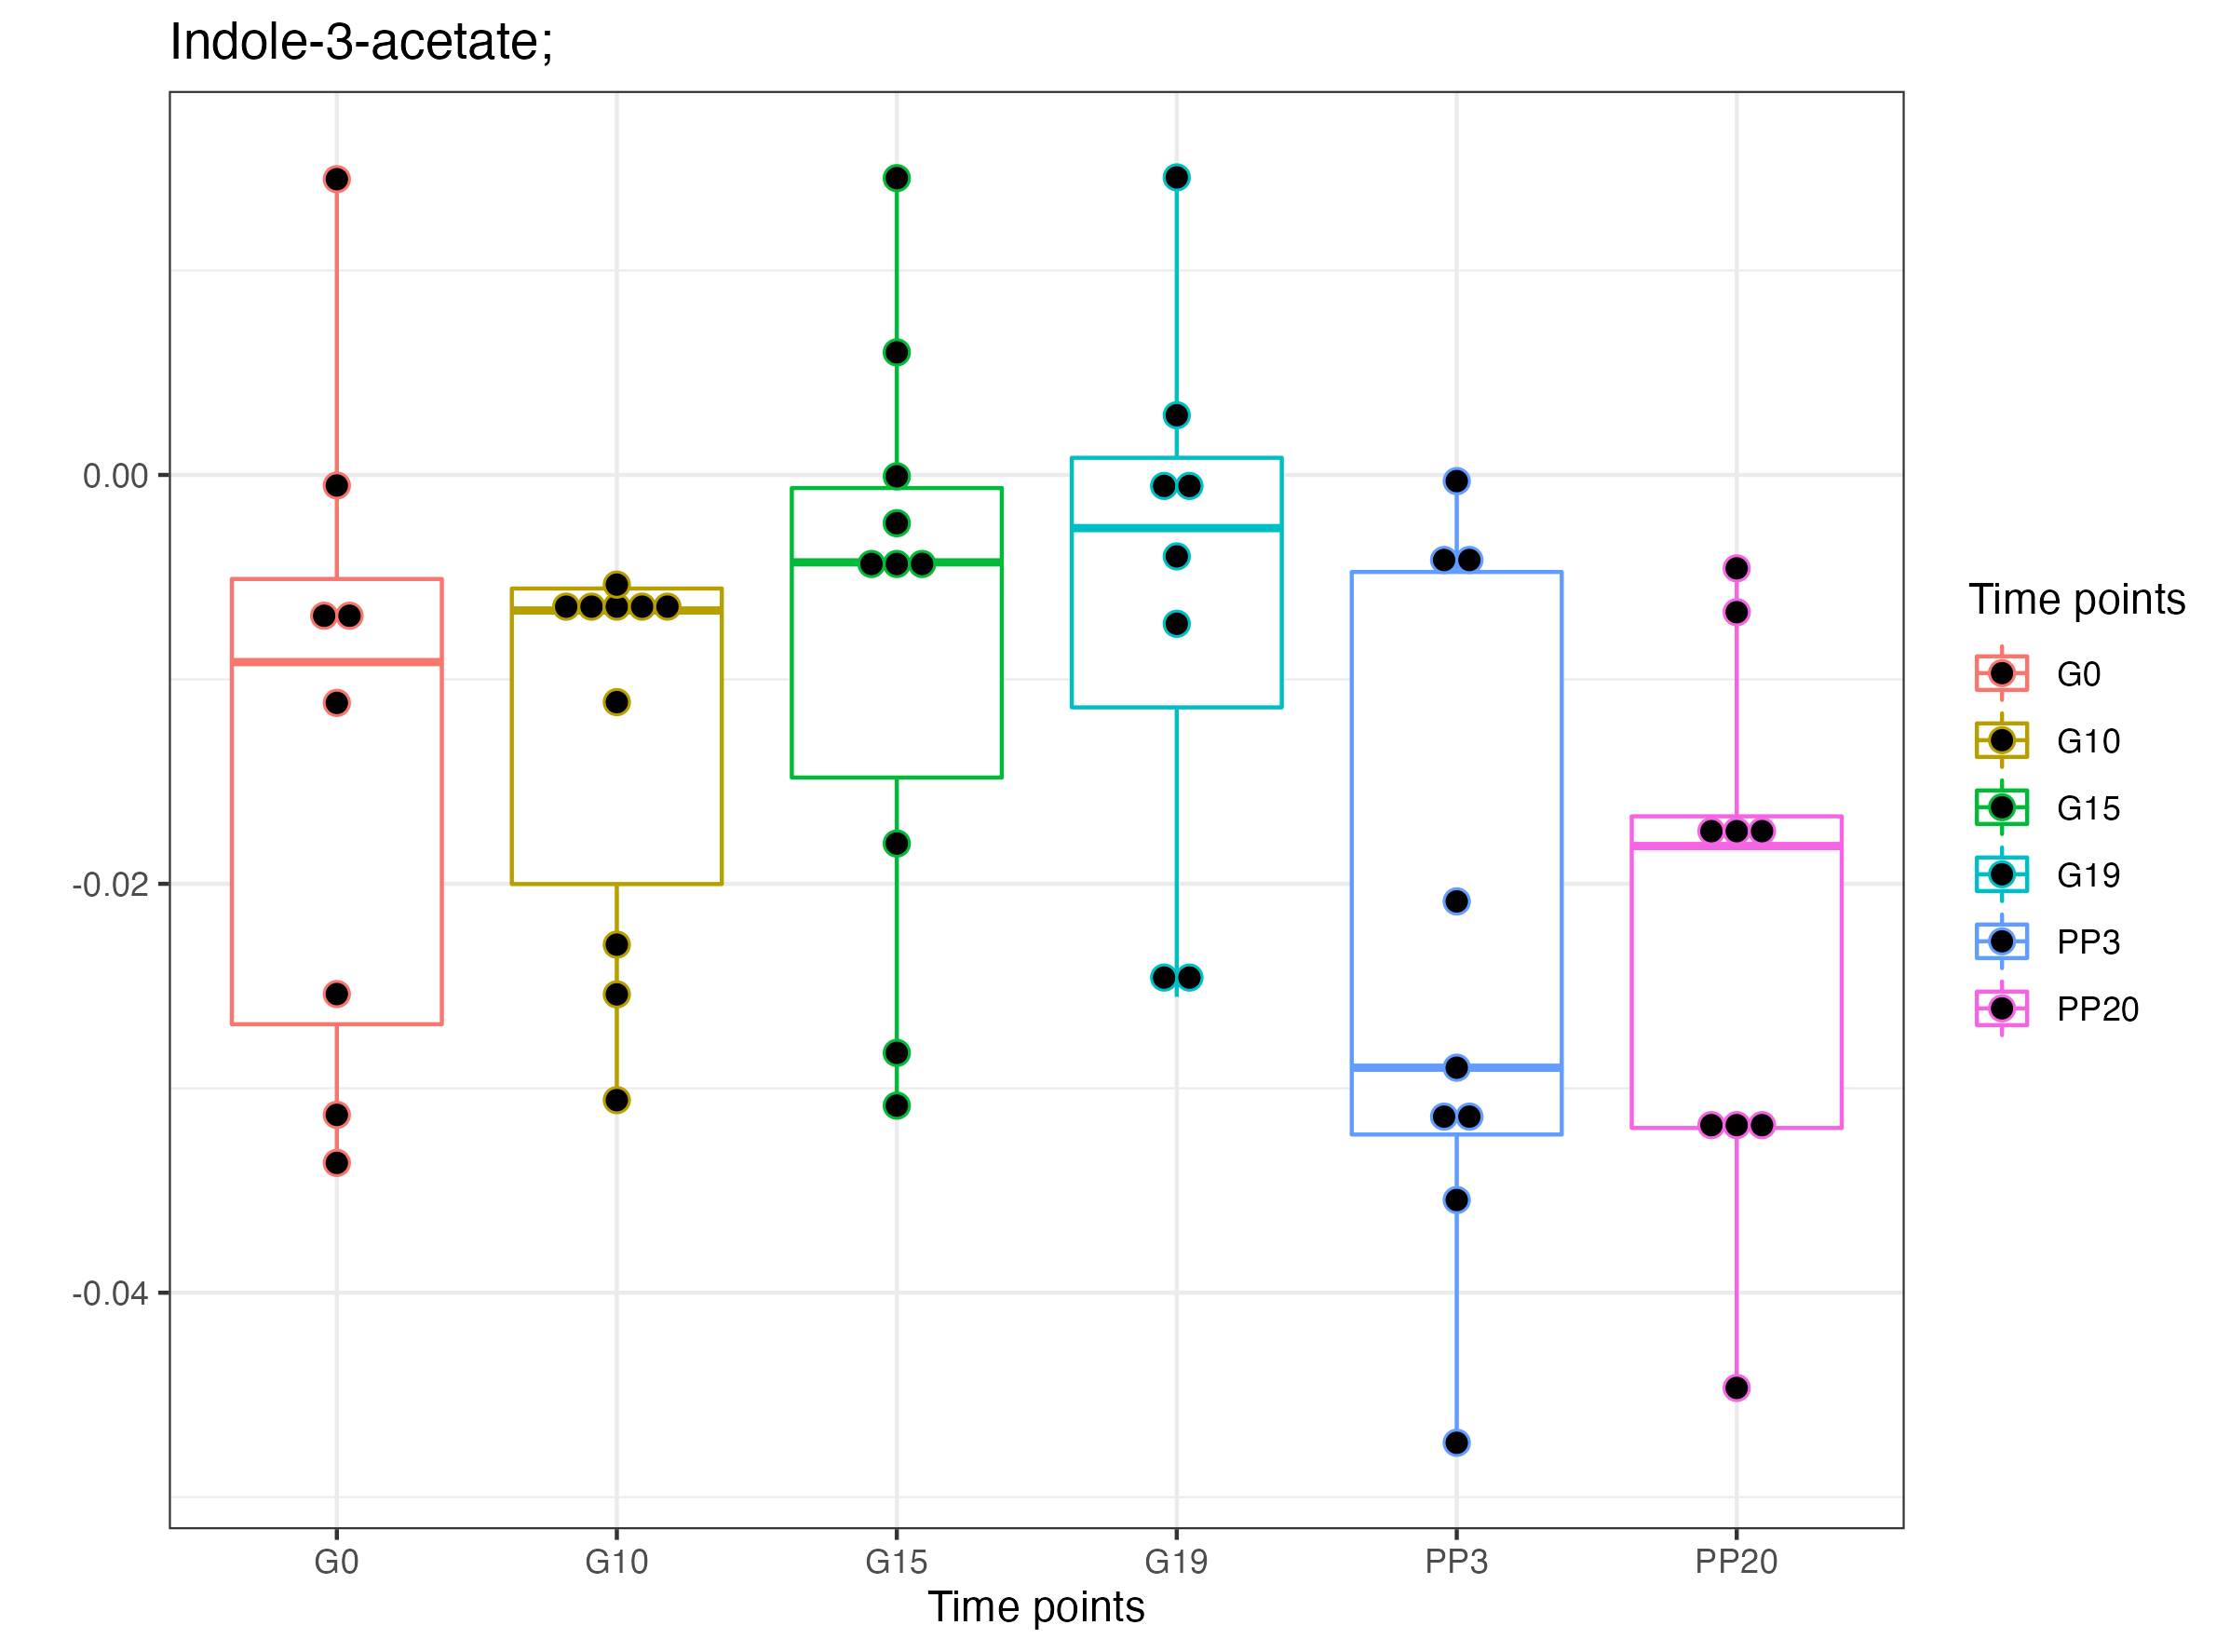 Indole-3-acetate;
0.00
-0.02
-0.04
G0 G10 G15 G19 PP3 PP20
Time points
Time points
G0
G10
G15
G19
PP3
PP20